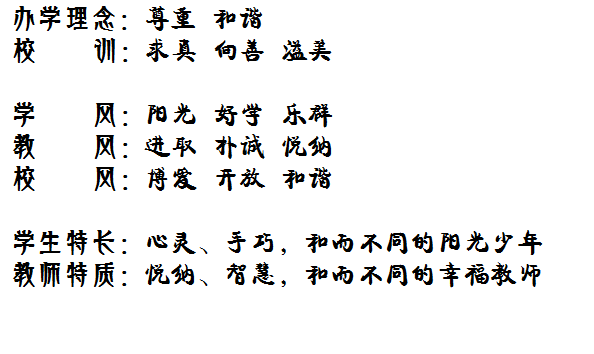 办学理念：尊重 和谐
校　　训：求真 向善 溢美
学　　风：阳光 好学 乐群
教　　风：进取 朴诚 悦纳
校　　风：博爱 开放 和谐
学生特长：心灵、手巧，和而不同的阳光少年
教师特质：悦纳、智慧，和而不同的幸福教师